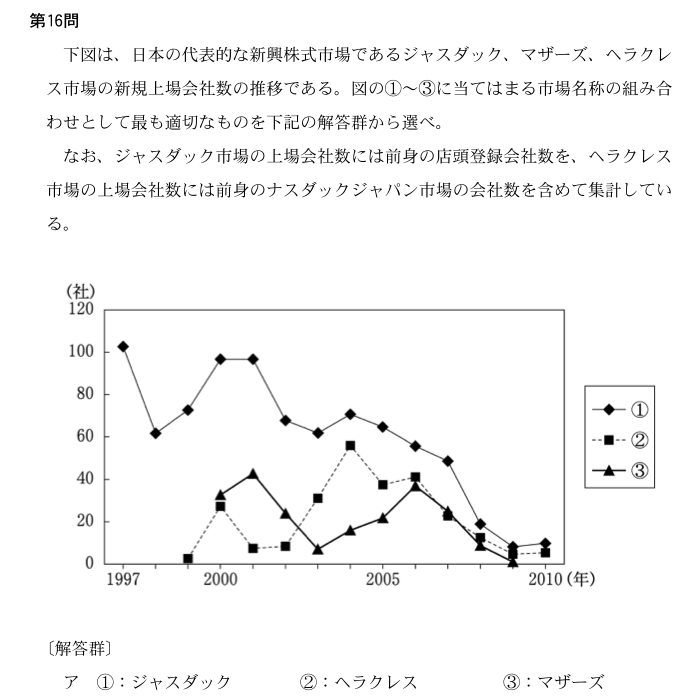 第16問
下図は、日本の代表的な新興株式市場であるジャスダック、マザーズ、ヘラクレ
ス市場の新規上場会社数の推移である。図の①～③に当てはまる市場名称の組み合
わせとして最も適切なものを下記の解答群から選べ。
なお、ジャスダック市場の上場会社数には前身の店頭登録会社数を、ヘラクレス
市場の上場会社数には前身のナスダックジャパン市場の会社数を含めて集計してい
る。
(社)
120
100
80
60
40
20
0
1997 2000 2005 2010 (年)
①
②
③
〔解答群〕
ア ①：ジャスダック ②：ヘラクレス ③：マザーズ